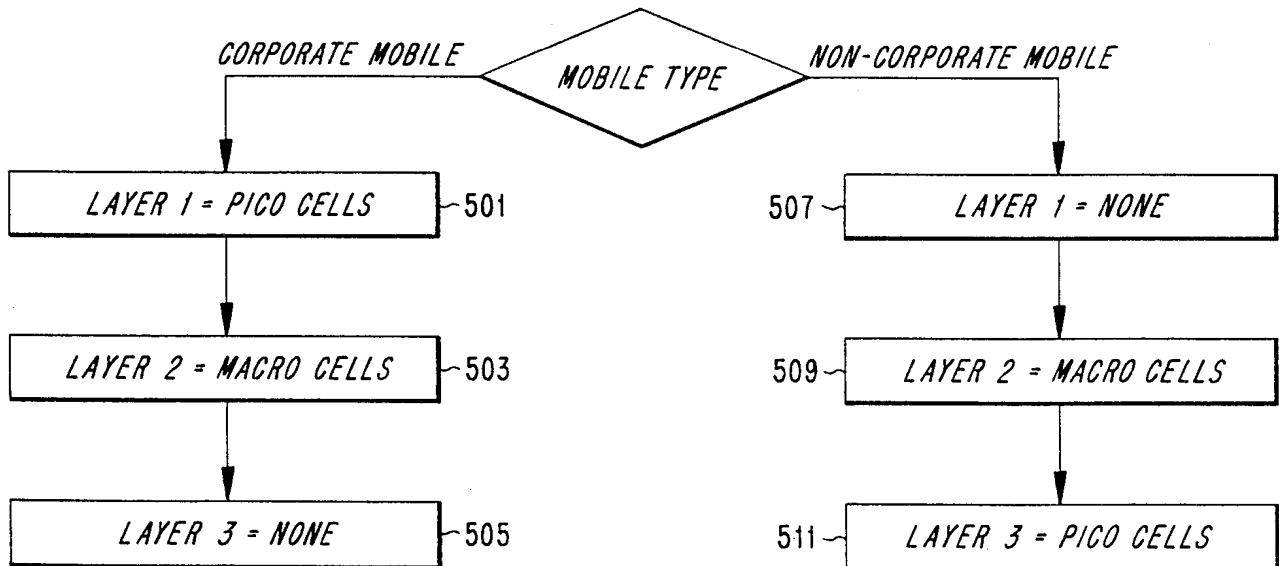 CORPORATE MOBILE
MOBILE TYPE
NON-CORPORATE MOBILE
LAYER 1 = PICO CELLS
501
507
LAYER 1 = NONE
LAYER 2 = MACRO CELLS
503
509
LAYER 2 = MACRO CELLS
LAYER 3 = NONE
505
511
LAYER 3 = PICO CELLS